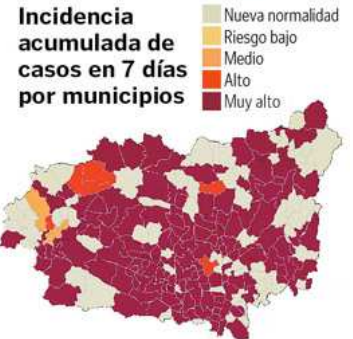 Incidencia
acumulada de
casos en 7 días
por municipios
Nueva normalidad
Riesgo bajo
Medio
Alto
Muy alto